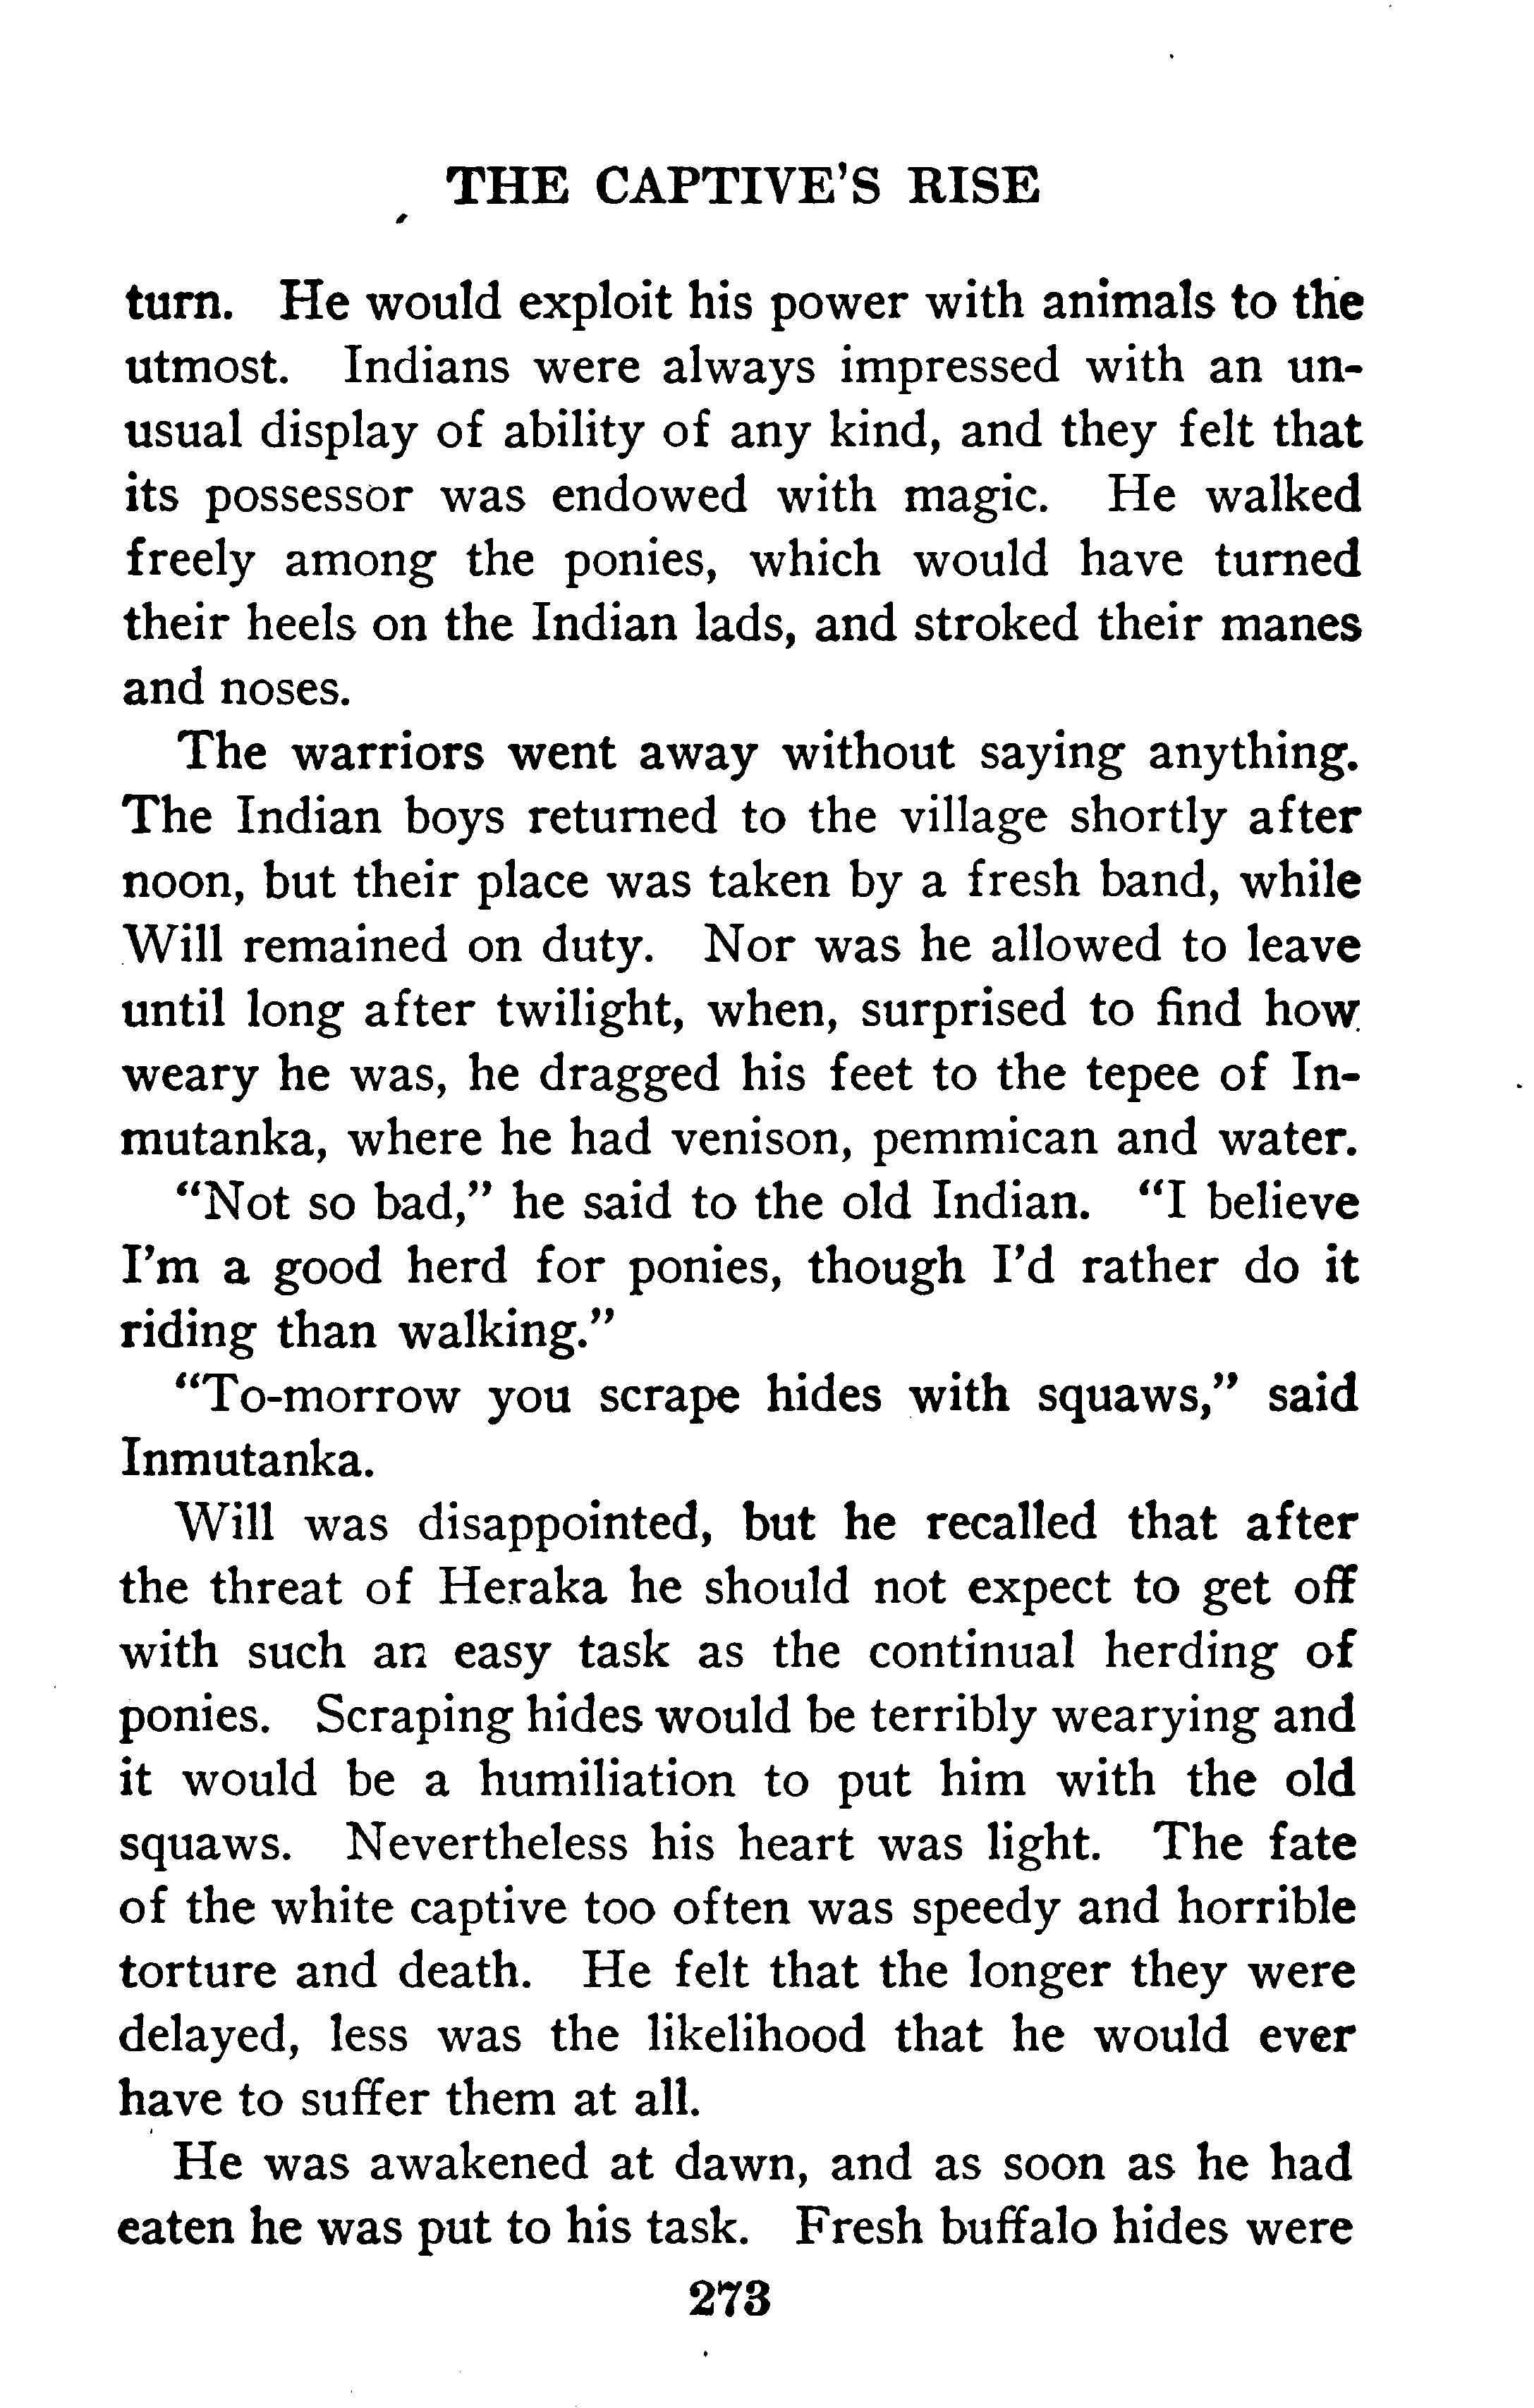 THE CAPTIVE'S RISE
turn. He would exploit his power with animals to the
utmost. Indians were always impressed with an un-
usual display of ability of any kind, and they felt that
its possessor was endowed with magic. He walked
freely among the ponies, which would have turned
their heels on the Indian lads, and stroked their manes
and noses.
The warriors went away without saying anything.
The Indian boys returned to the village shortly after
noon, but their place was taken by a fresh band, while
Will remained on duty. Nor was he allowed to leave
until long after twilight, when, surprised to find how
weary he was, he dragged his feet to the tepee of In-
mutanka, where he had venison, pemmican and water.
"Not so bad," he said to the old Indian. "I believe
I'm a good herd for ponies, though I'd rather do it
riding than walking."
"To-morrow you scrape hides with squaws," said
Inmutanka.
Will was disappointed, but he recalled that after
the threat of Heraka he should not expect to get off
with such an easy task as the continual herding of
ponies. Scraping hides would be terribly wearying and
it would be a humiliation to put him with the old
squaws. Nevertheless his heart was light. The fate
of the white captive too often was speedy and horrible
torture and death. He felt that the longer they were
delayed, less was the likelihood that he would ever
have to suffer them at all.
He was awakened at dawn, and as soon as he had
eaten he was put to his task. Fresh buffalo hides were
273